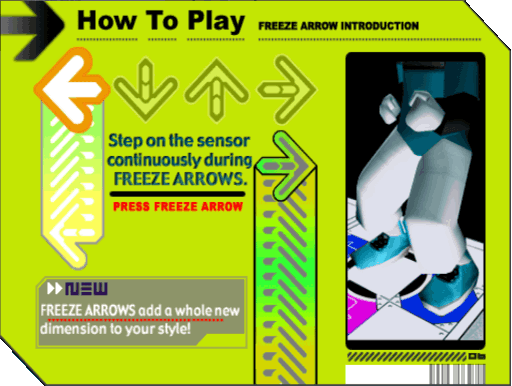 How To Play FREEZE ARROW INTRODUCTION
Step on the sensor
continuously during
FREEZE ARROWS.
PRESS FREEZE ARROW
NEW
FREEZE ARROWS add a whole new
dimension to your style!